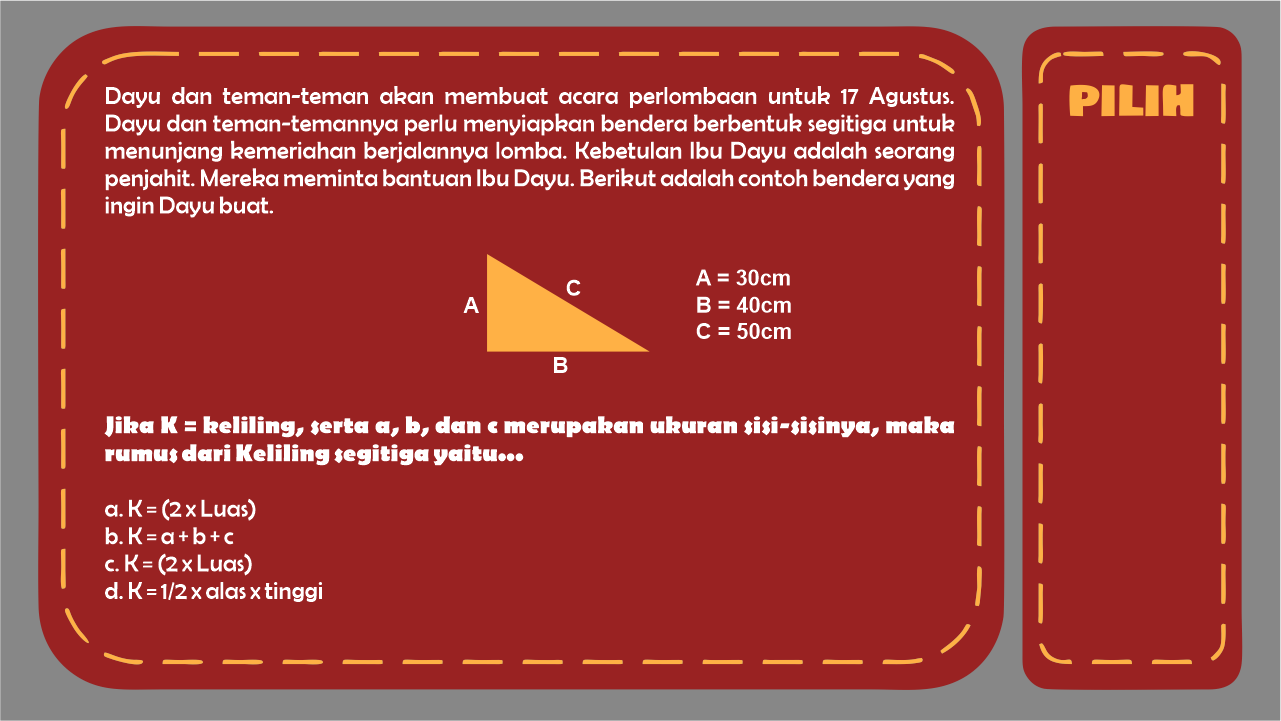 Dayu dan teman-teman akan membuat acara perlombaan untuk 17 Agustus.
Dayu dan teman-temannya perlu menyiapkan bendera berbentuk segitiga untuk
menunjang kemeriahan berjalannya lomba. Kebetulan Ibu Dayu adalah seorang
penjahit. Mereka meminta bantuan Ibu Dayu. Berikut adalah contoh bendera yang
ingin Dayu buat.
A
C
B
A = 30cm
B = 40cm
C = 50cm
Jika K = keliling, serta a, b, dan c merupakan ukuran sisi-sisinya, maka
rumus dari Keliling segitiga yaitu...
a. K = (2 x Luas)
b. K = a + b + c
c. K = (2 x Luas)
d. K = 1/2 x alas x tinggi
PILIH